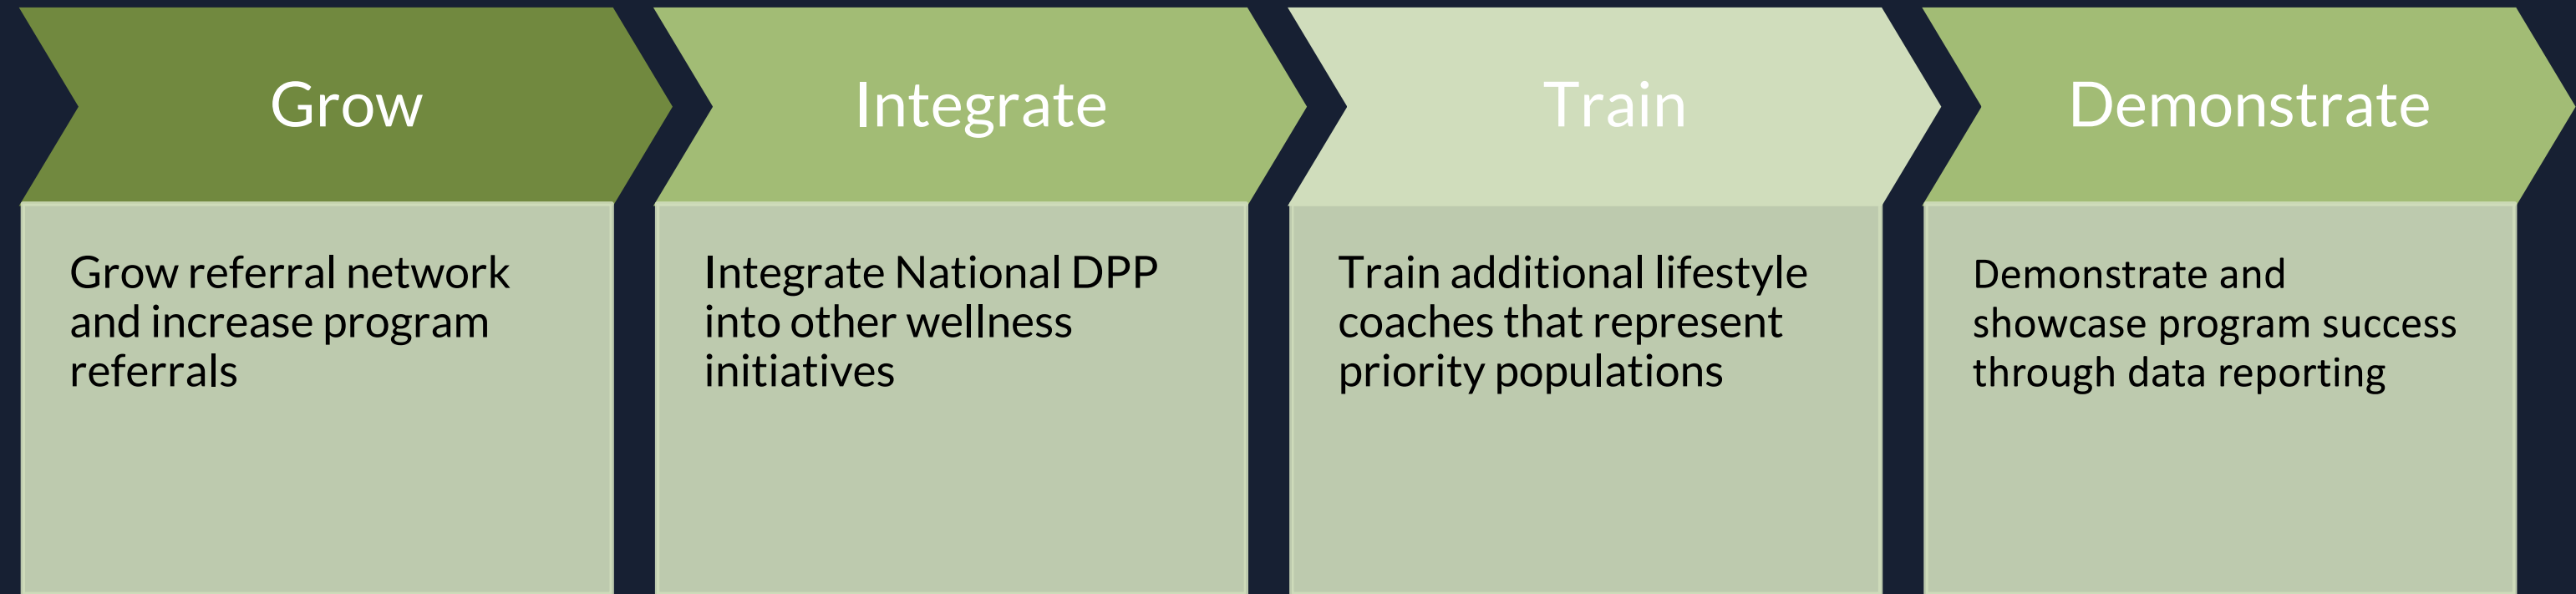 Grow
Integrate
Train
Demonstrate
Grow referral network
and increase program
referrals
Integrate National DPP
into other wellness
initiatives
Train additional lifestyle
coaches that represent
priority populations
Demonstrate and
showcase program success
through data reporting